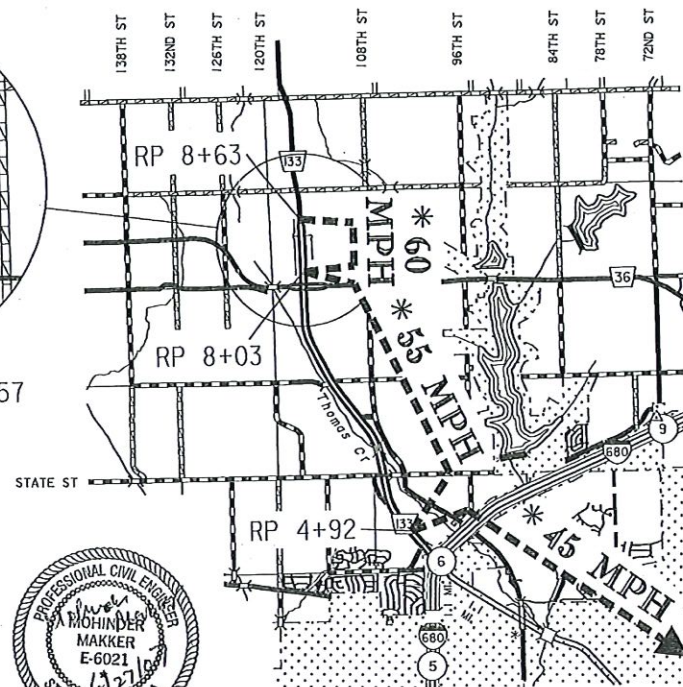 138TH ST
132ND ST
126TH ST
120TH ST
108TH ST
96TH ST
84TH ST
78TH ST
72ND ST
RP 8+63
133
* 60
MPH
36
* 55 MPH
RP 8+03
57
Thomas Cr
9
680
STATE ST
RP 4+92
133
* 45 MPH
6
680
5
PROFESSIONAL CIVIL ENGINEER
MOHINDER
MAKKER
E-6021